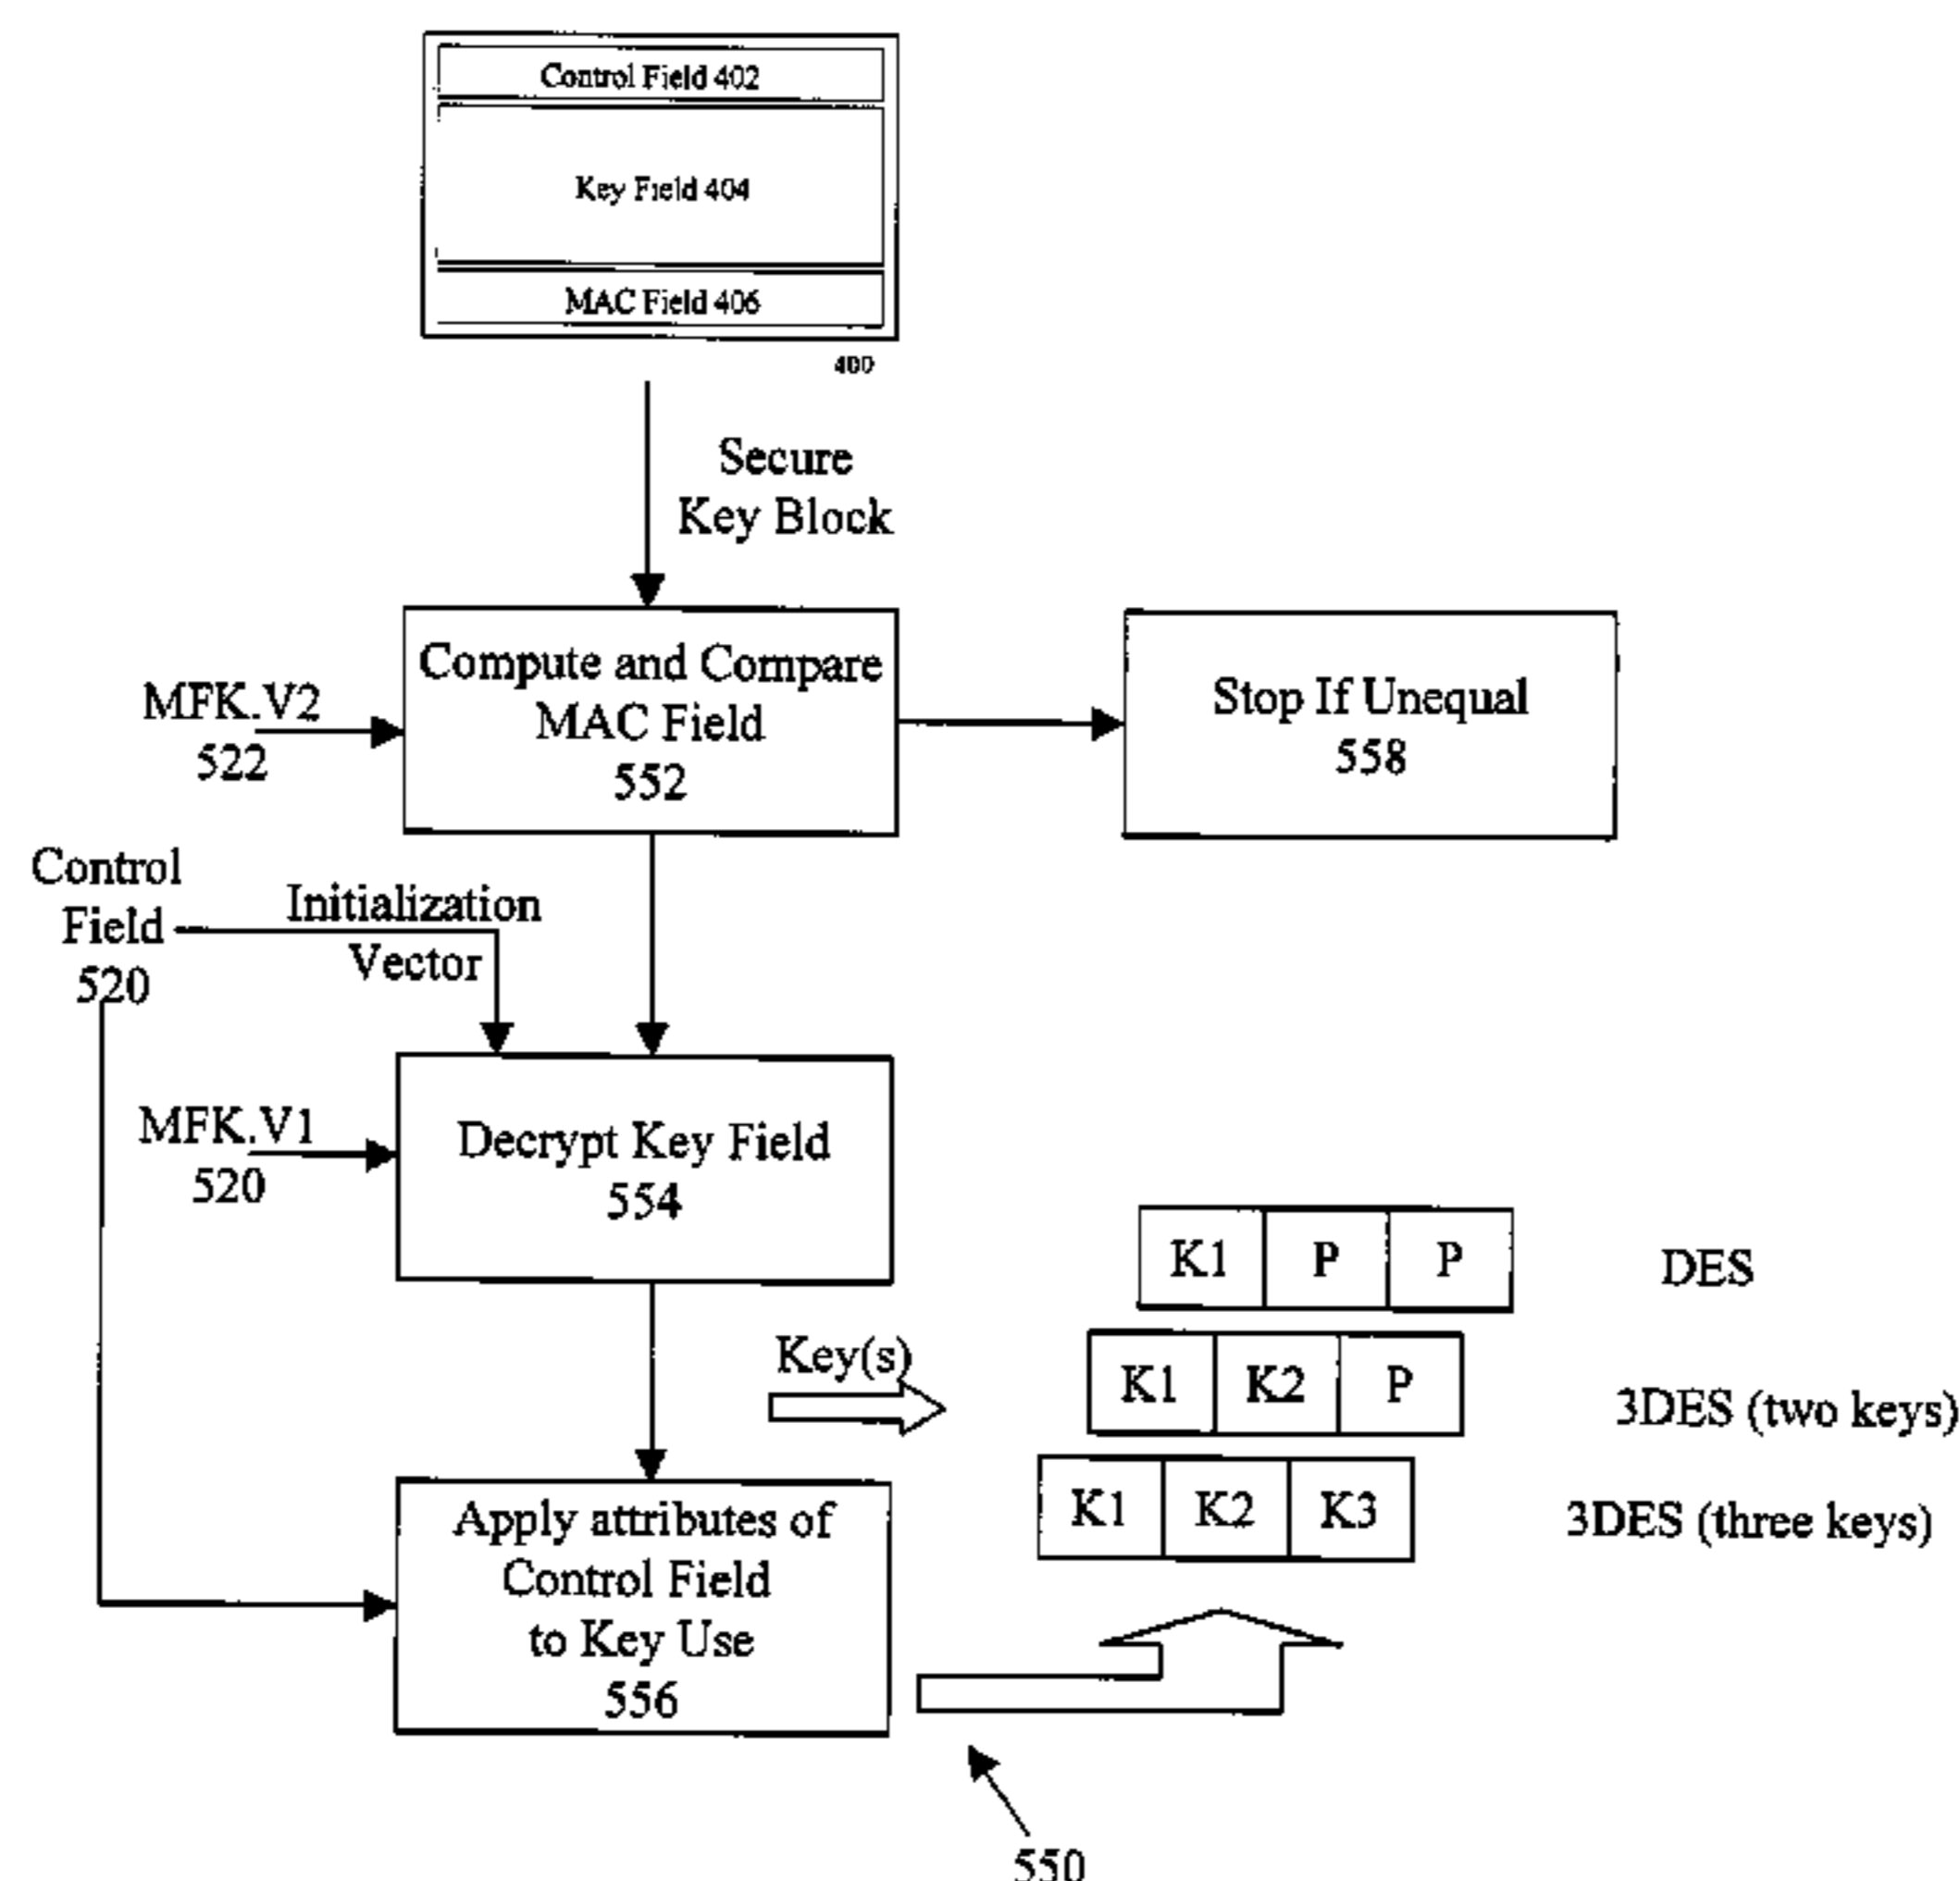 Control Field 402
Key Field 404
MAC Field 406
400
Secure
Key Block
Compute and Compare
MAC Field
552
Stop If Unequal
558
MFK.V2
522
Control
Field
520
Initialization
Vector
MFK.V1
520
Decrypt Key Field
554
K1 P P
DES
Key(s)
K1 K2 P
3DES (two keys)
K1 K2 K3
3DES (three keys)
Apply attributes of
Control Field
to Key Use
556
550